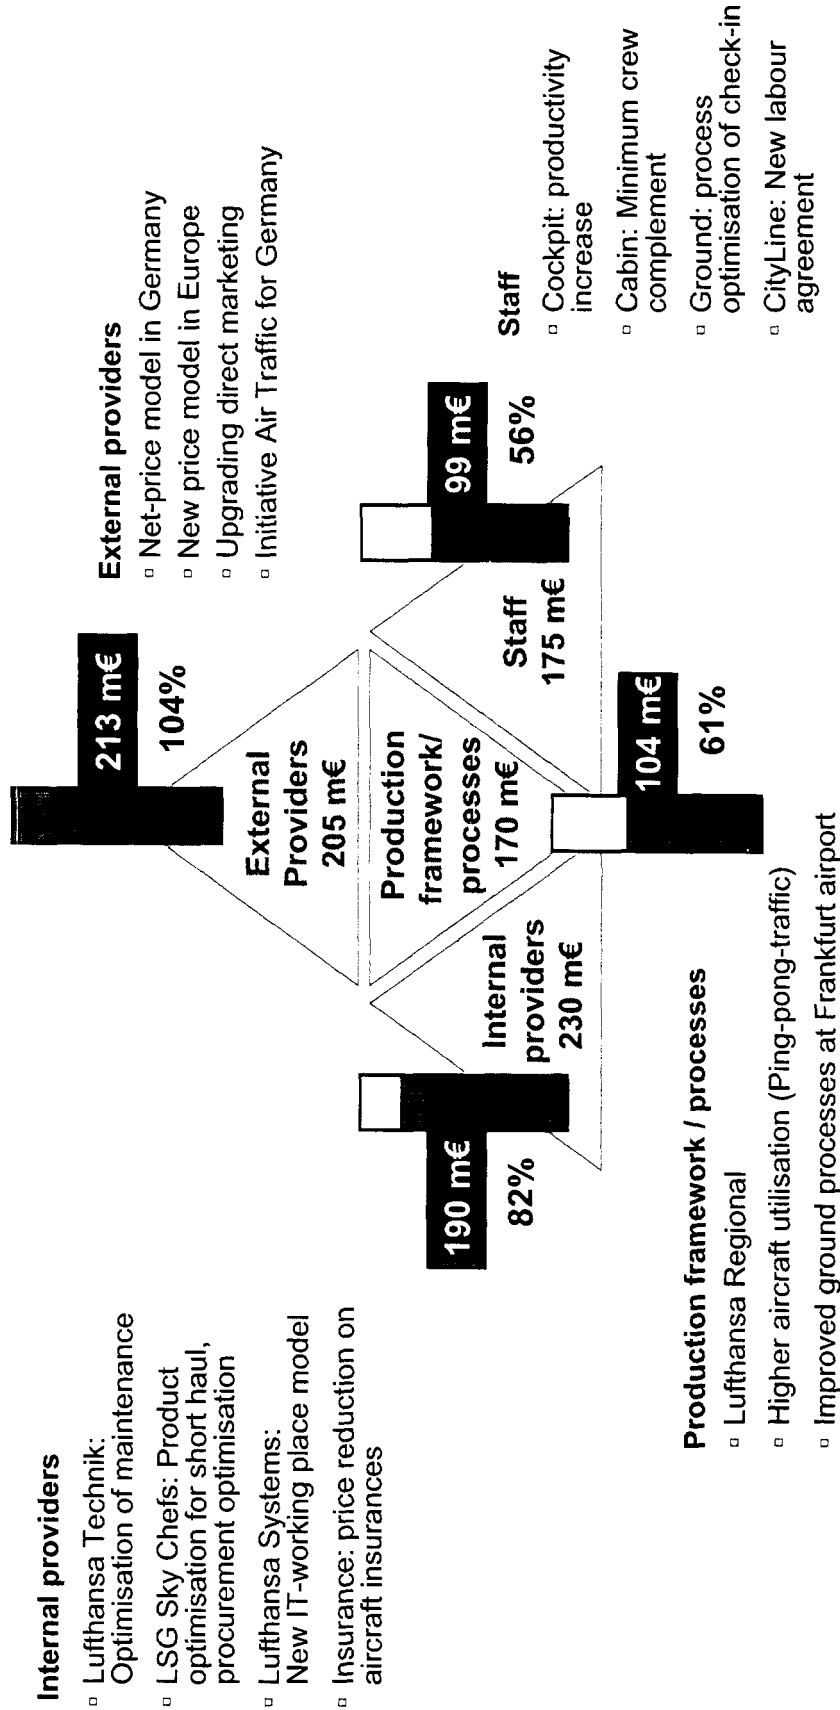 Internal providers
▫ Lufthansa Technik:
Optimisation of maintenance
▫ LSG Sky Chefs: Product
optimisation for short haul,
procurement optimisation
▫ Lufthansa Systems:
New IT-working place model
▫ Insurance: price reduction on
aircraft insurances
213 m€
104%
External providers
▫ Net-price model in Germany
▫ New price model in Europe
▫ Upgrading direct marketing
▫ Initiative Air Traffic for Germany
External
Providers
205 m€
Production
framework/
processes
170 m€
190 m€
82%
Internal
providers
230 m€
Staff
175 m€
99 m€
56%
Staff
▫ Cockpit: productivity
increase
▫ Cabin: Minimum crew
complement
▫ Ground: process
optimisation of check-in
▫ CityLine: New labour
agreement
104 m€
61%
Production framework / processes
▫ Lufthansa Regional
▫ Higher aircraft utilisation (Ping-pong-traffic)
▫ Improved ground processes at Frankfurt airport